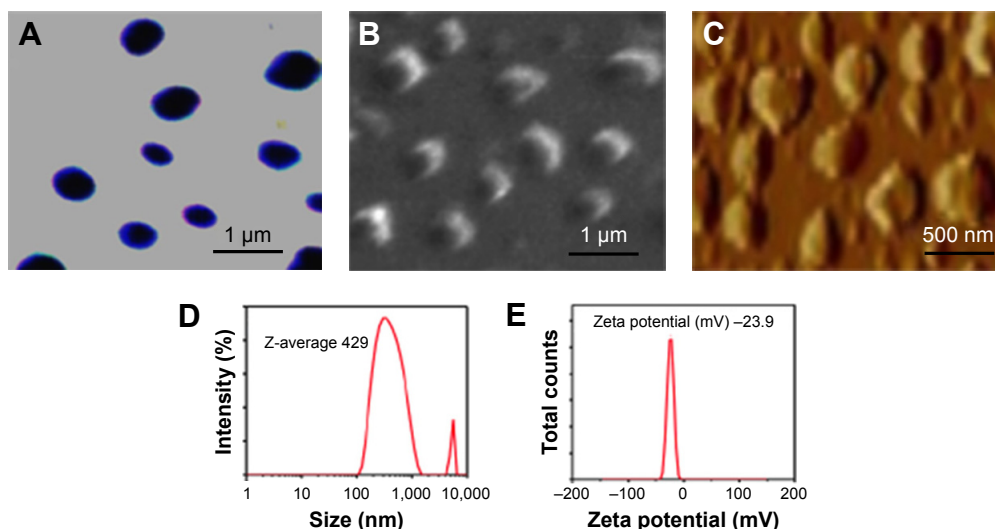 A
B
C
1 µm
1 µm
500 nm
D
E
Z-average 429
Zeta potential (mV) –23.9
Intensity (%)
Total counts
1 10 100 1,000 10,000
–200 –100 0 100 200
Size (nm)
Zeta potential (mV)